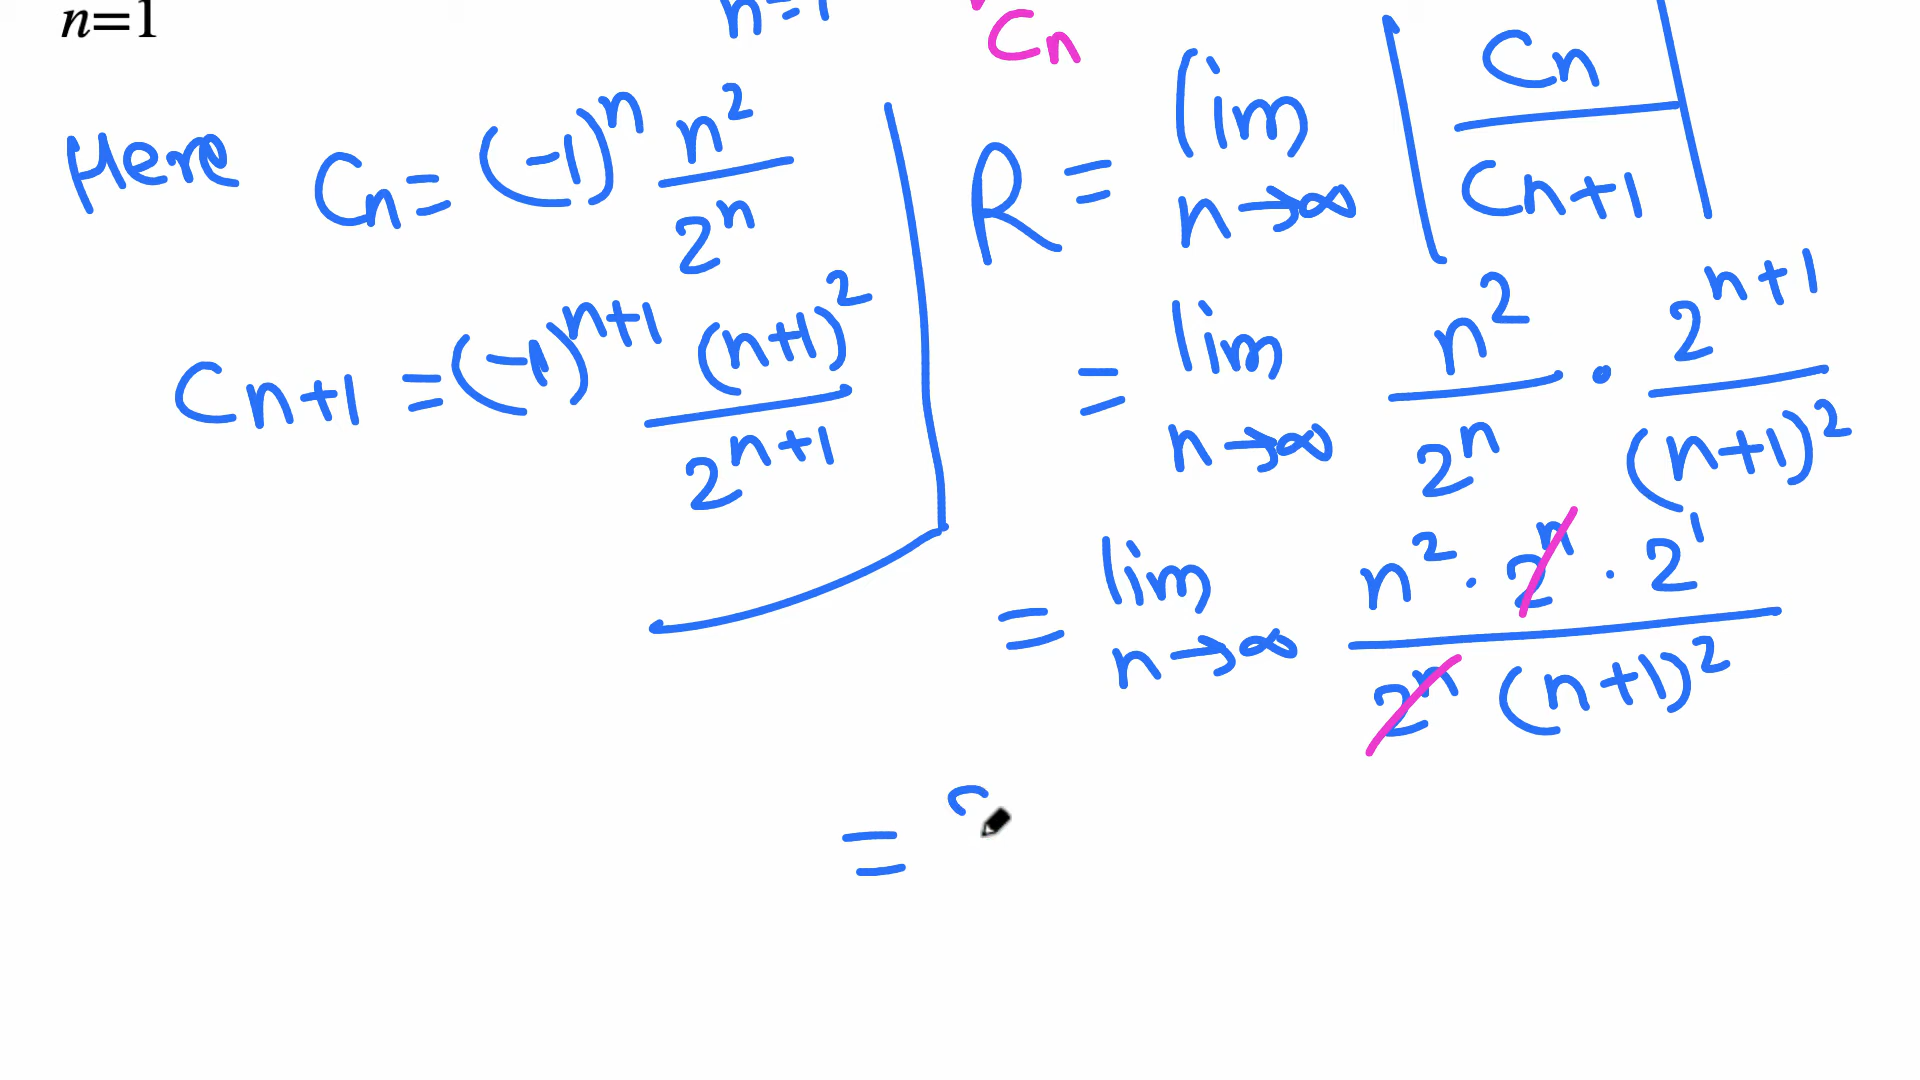 n=1
n=1
Cn
Here Cn = (-1)^n n^2 / 2^n
Cn+1 = (-1)^{n+1} (n+1)^2 / 2^{n+1}
R = lim n→∞ | Cn / Cn+1 |
= lim n→∞ n^2 / 2^n · 2^{n+1} / (n+1)^2
= lim n→∞ n^2 · 2^n · 2^1 / 2^n (n+1)^2
=